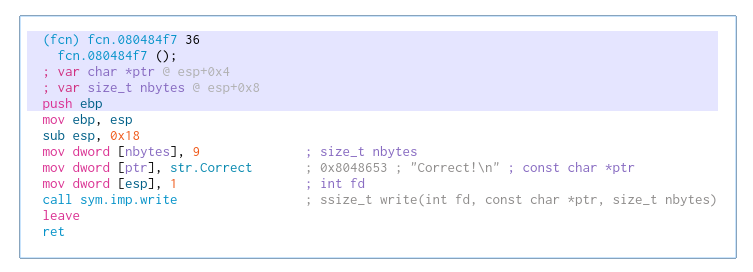 (fcn) fcn.080484f7 36
fcn.080484f7 ();
; var char *ptr @ esp+0x4
; var size_t nbytes @ esp+0x8
push ebp
mov ebp, esp
sub esp, 0x18
mov dword [nbytes], 9 ; size_t nbytes
mov dword [ptr], str.Correct ; 0x8048653 ; "Correct!\n" ; const char *ptr
mov dword [esp], 1 ; int fd
call sym.imp.write ; ssize_t write(int fd, const char *ptr, size_t nbytes)
leave
ret